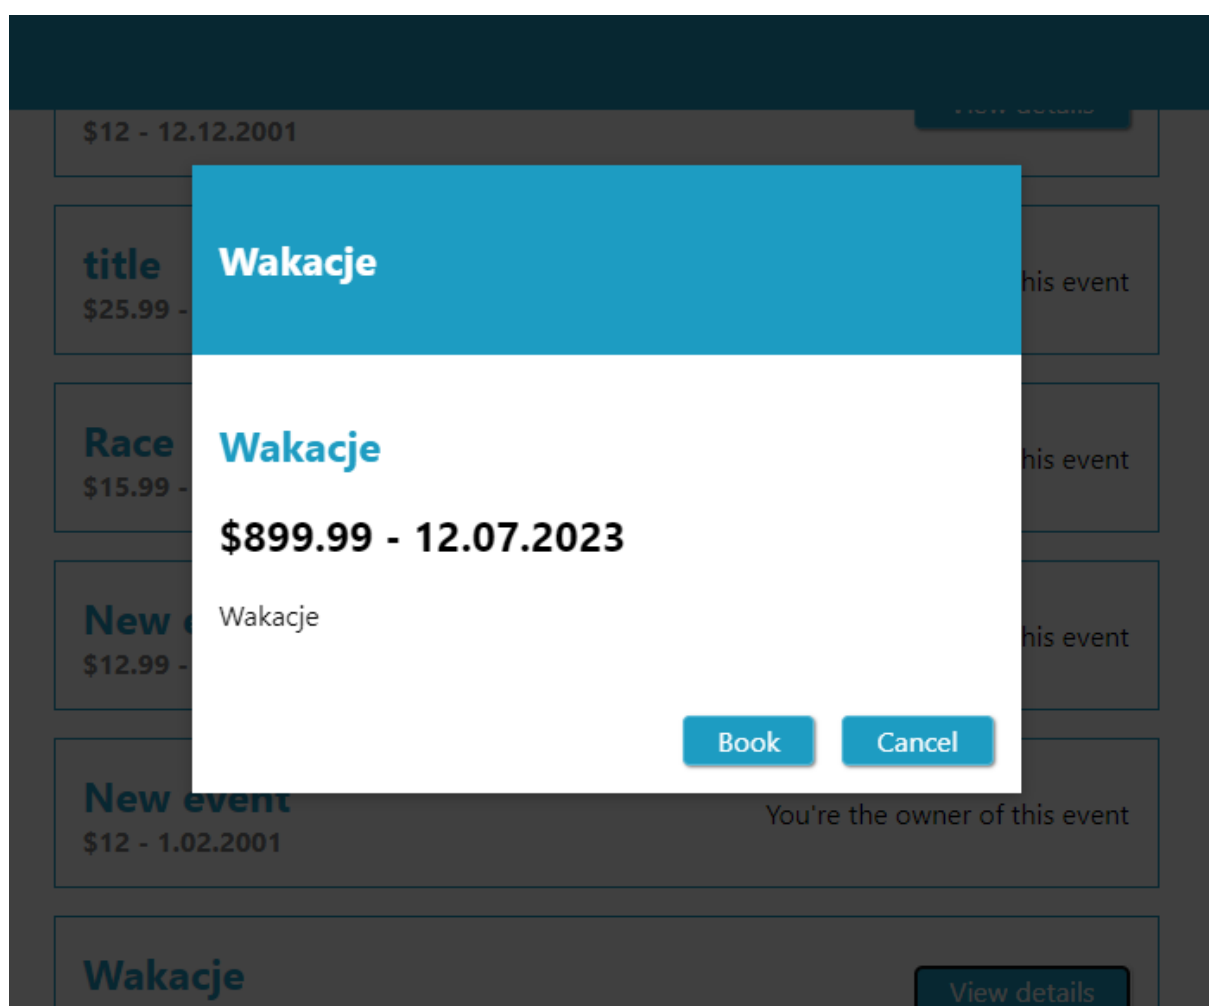 View details
$12 - 12.12.2001
title
$25.99 -
his event
Wakacje
Wakacje
$899.99 - 12.07.2023
Wakacje
Book
Cancel
Race
$15.99 -
his event
New
$12.99 -
his event
New event
$12 - 1.02.2001
You're the owner of this event
Wakacje
View details